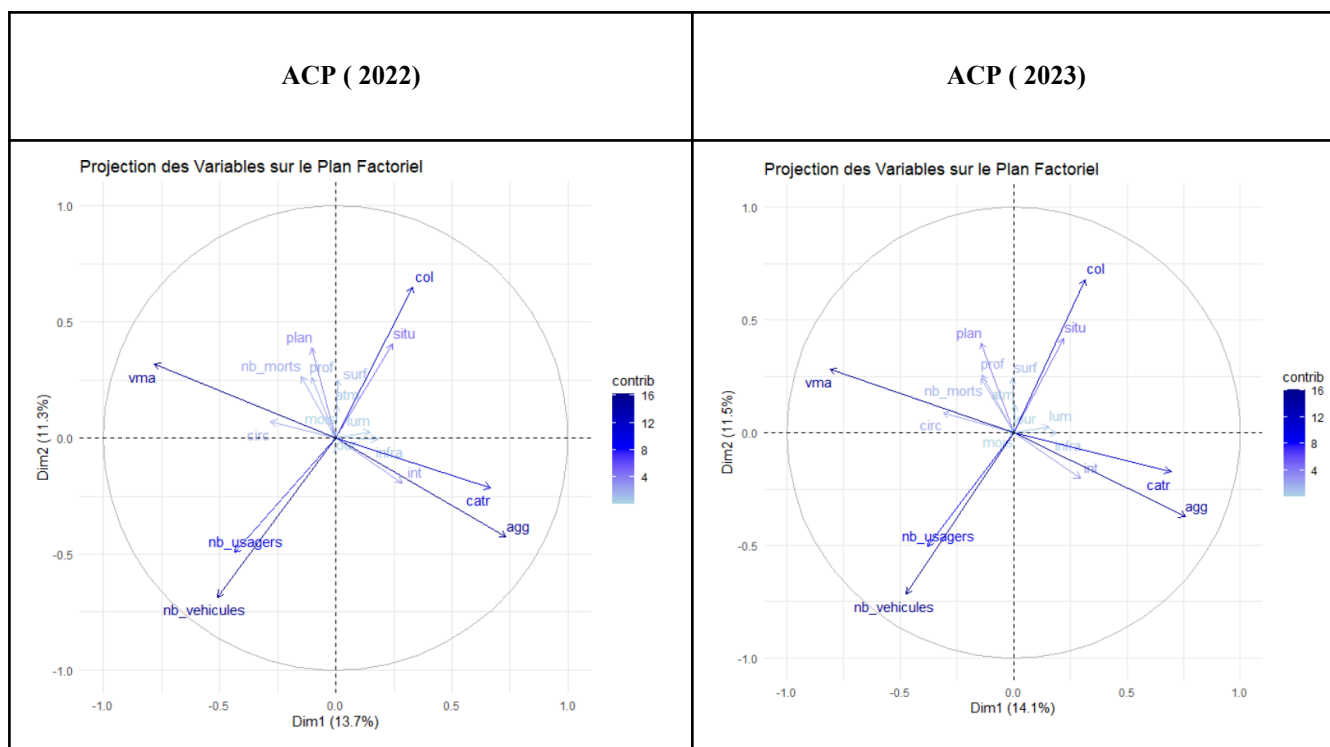 ACP ( 2022)
ACP ( 2023)
Projection des Variables sur le Plan Factoriel
1.0
0.5
0.0
-0.5
-1.0
Dim2 (11.3%)
col
situ
plan
nb_morts
prof
surf
vma
atm
mois
lum
circ
infra
int
catr
agg
nb_usagers
nb_vehicules
-1.0 -0.5 0.0 0.5 1.0
Dim1 (13.7%)
contrib
16
12
8
4
Projection des Variables sur le Plan Factoriel
1.0
0.5
0.0
-0.5
-1.0
Dim2 (11.5%)
col
situ
plan
prof
surf
vma
nb_morts
atm
circ
jour
lum
mois
infra
int
catr
agg
nb_usagers
nb_vehicules
-1.0 -0.5 0.0 0.5 1.0
Dim1 (14.1%)
contrib
16
12
8
4